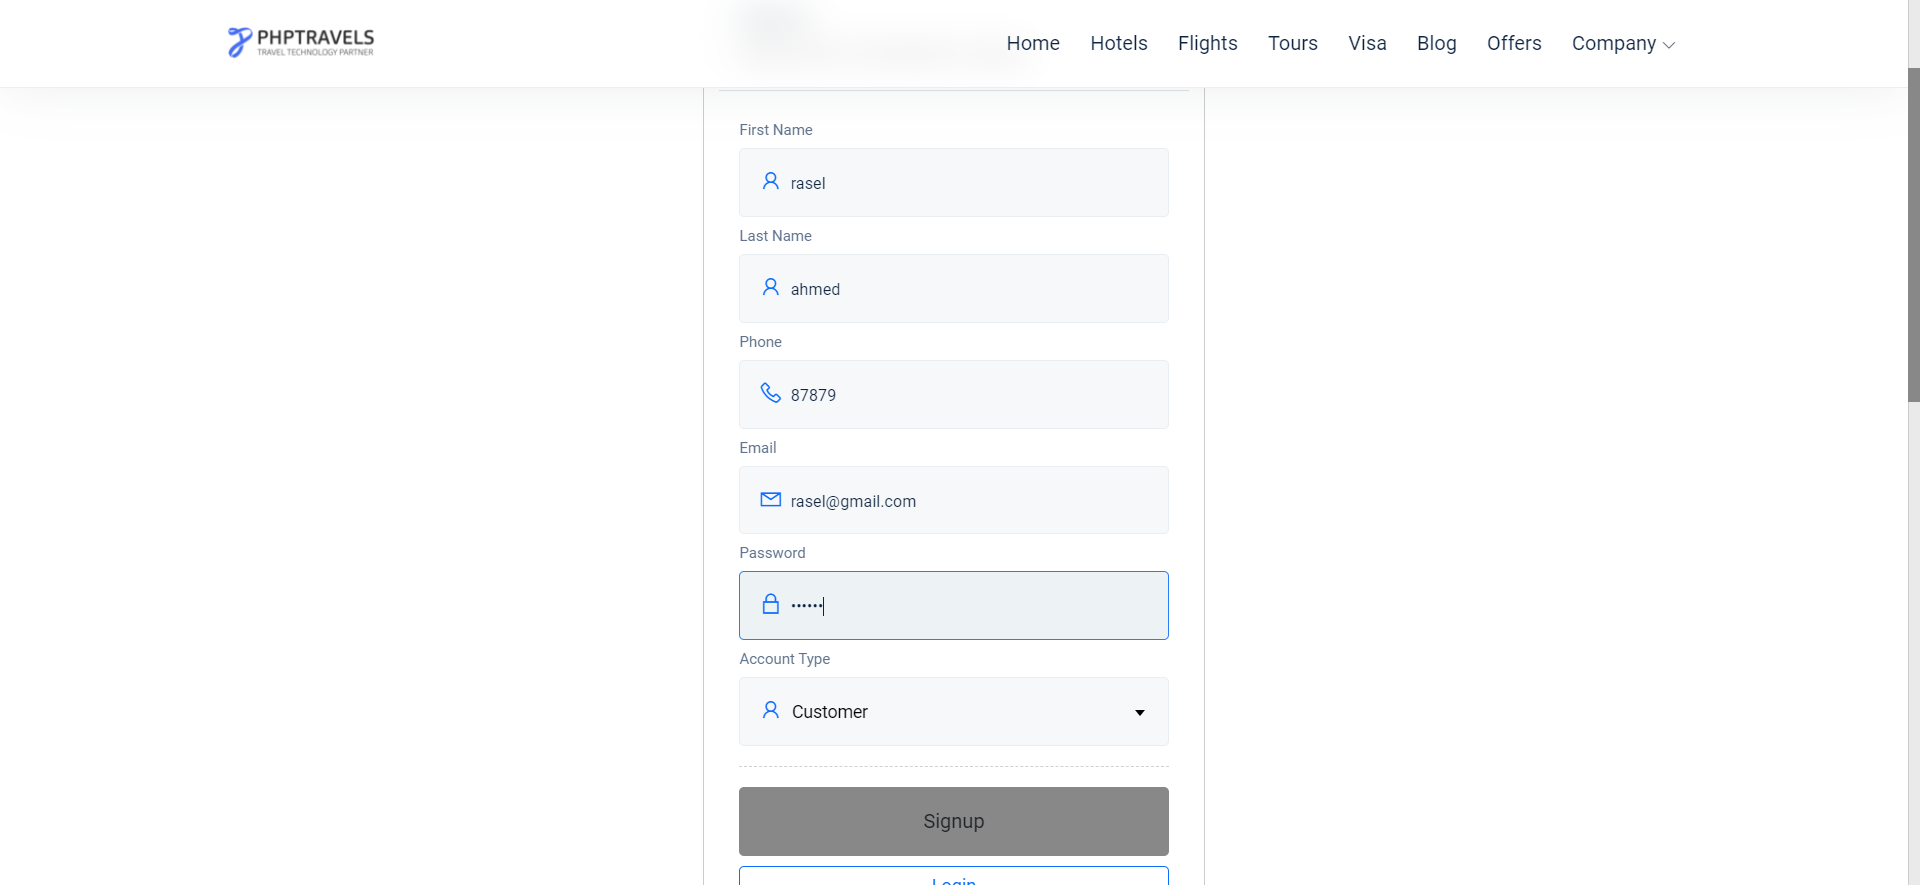 PHPTRAVELS
TRAVEL TECHNOLOGY PARTNER
Home Hotels Flights Tours Visa Blog Offers Company
First Name
rasel
Last Name
ahmed
Phone
87879
Email
rasel@gmail.com
Password
••••••
Account Type
Customer
Signup
Login